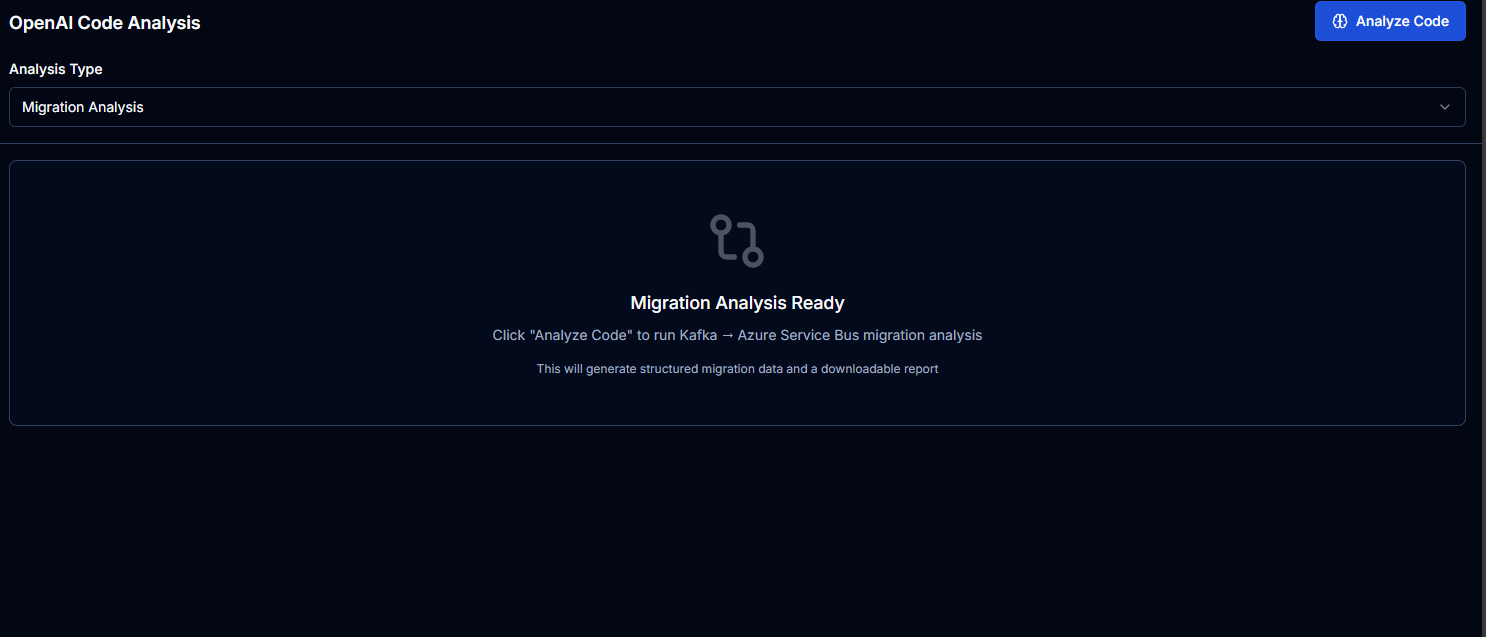 OpenAI Code Analysis
Analyze Code
Analysis Type
Migration Analysis
Migration Analysis Ready
Click "Analyze Code" to run Kafka → Azure Service Bus migration analysis
This will generate structured migration data and a downloadable report